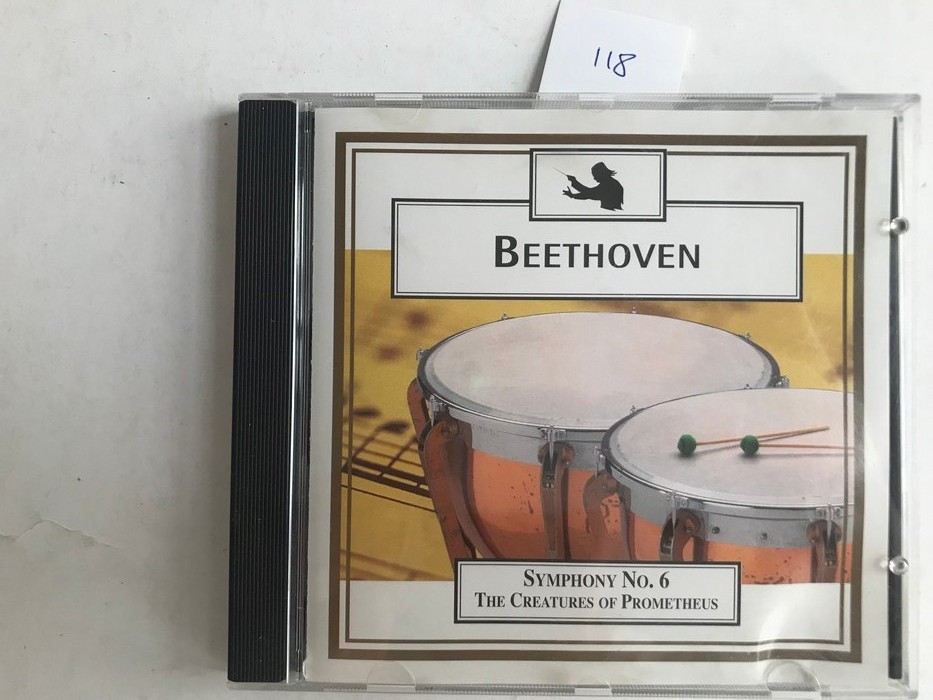 118
BEETHOVEN
SYMPHONY NO. 6
THE CREATURES OF PROMETHEUS